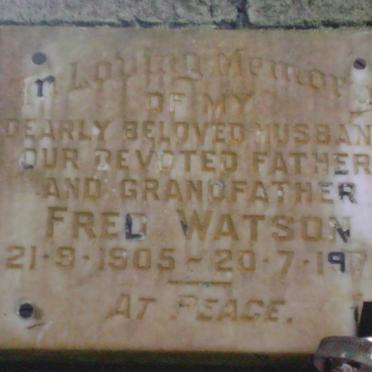 In Loving Memory
OF MY
DEARLY BELOVED HUSBAN
OUR DEVOTED FATHER
AND GRANDFATHER
FRED WATSON
21-9-1905 - 20-7-197
AT PEACE.